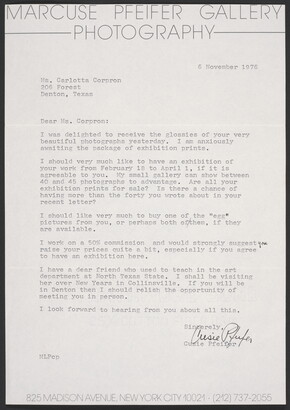 MARCUSE PFEIFER GALLERY
PHOTOGRAPHY
6 November 1976
Ms. Carlotta Corpron
206 Forest
Denton, Texas
Dear Ms. Corpron:
I was delighted to receive the glossies of your very
beautiful photographs yesterday. I am anxiously
awaiting the package of exhibition prints.
I should very much like to have an exhibition
of your work from February 18 to April 1, if it is
agreeable to you. My small gallery can show between
40 and 45 photographs to advantage. Are all your
exhibition prints for sale? Is there a chance of
having more than the forty you wrote about in your
recent letter?
I should like very much to buy one of the "egg"
pictures from you, or perhaps both of them, if they
are available.
I work on a 50% commission and would strongly suggest you
raise your prices quite a bit, especially if you agree
to have an exhibition here.
I have a dear friend who used to teach in the art
department at North Texas State. I shall be visiting
her over New Years in Collinsville. If you will be
in Denton then I should relish the opportunity of
meeting you in person.
I look forward to hearing from you about all this.
Sincerely,
Cusie Pfeifer
Cusie Pfeifer
825 MADISON AVENUE, NEW YORK CITY 10021 · (212) 737-2055